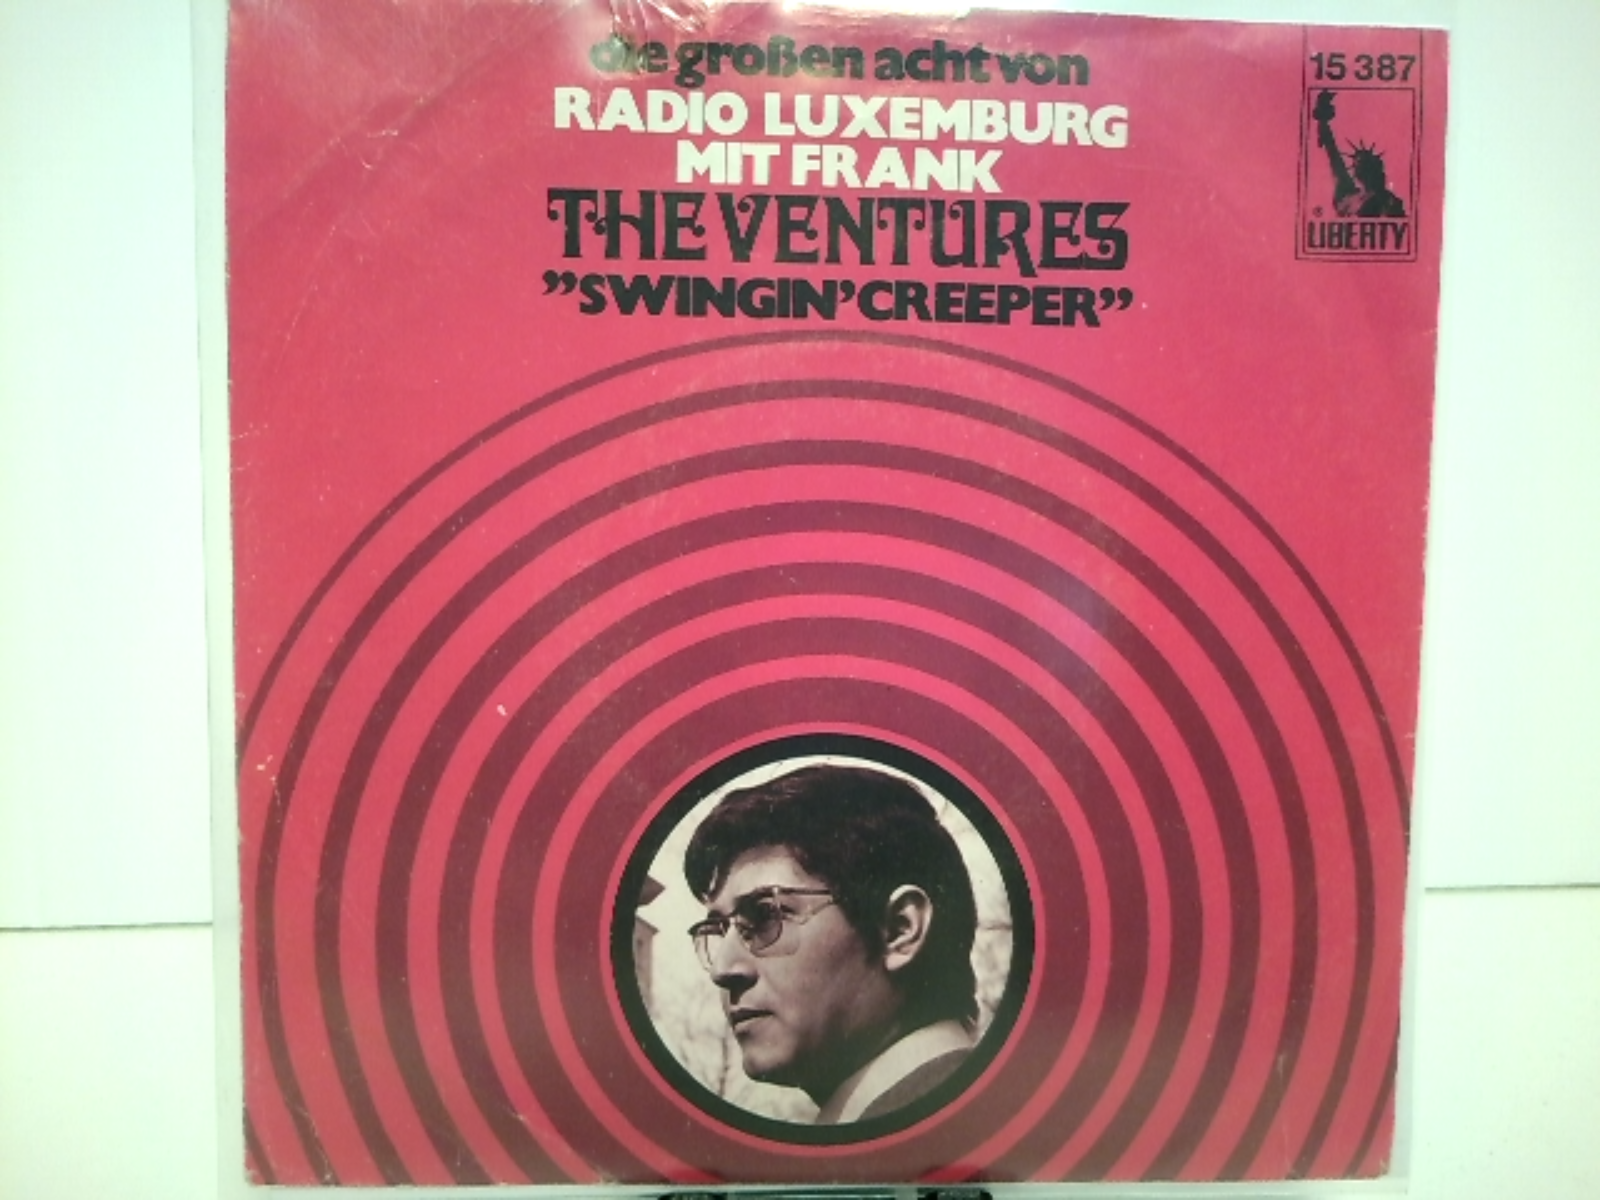 die großen acht von
RADIO LUXEMBURG
MIT FRANK
THE VENTURES
”SWINGIN’ CREEPER”
15 387
®
LIBERTY